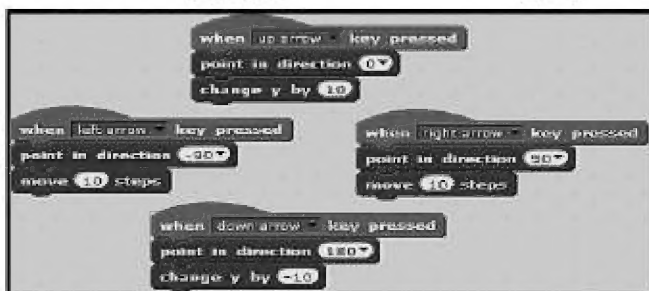 when up arrow key pressed
point in direction 0
change y by 10
when left arrow key pressed
point in direction -90
move 10 steps
when right arrow key pressed
point in direction 90
move 10 steps
when down arrow key pressed
point in direction 180
change y by -10